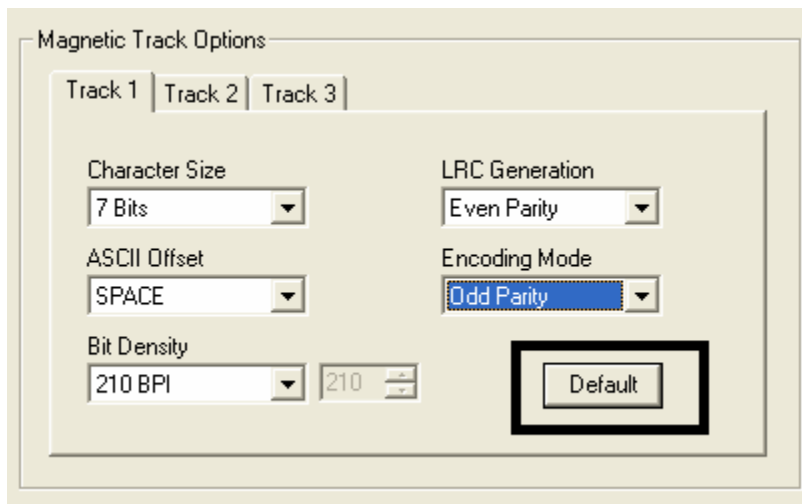 Magnetic Track Options
Track 1 Track 2 Track 3
Character Size LRC Generation
7 Bits Even Parity
ASCII Offset Encoding Mode
SPACE Odd Parity
Bit Density
210 BPI 210 Default